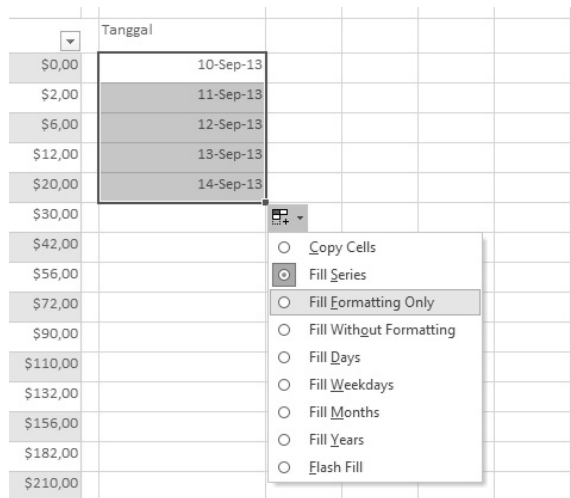 Tanggal
$0,00 10-Sep-13
$2,00 11-Sep-13
$6,00 12-Sep-13
$12,00 13-Sep-13
$20,00 14-Sep-13
$30,00
$42,00 Copy Cells
$56,00 Fill Series
$72,00 Fill Formatting Only
$90,00 Fill Without Formatting
$110,00 Fill Days
$132,00 Fill Weekdays
$156,00 Fill Months
$182,00 Fill Years
$210,00 Flash Fill